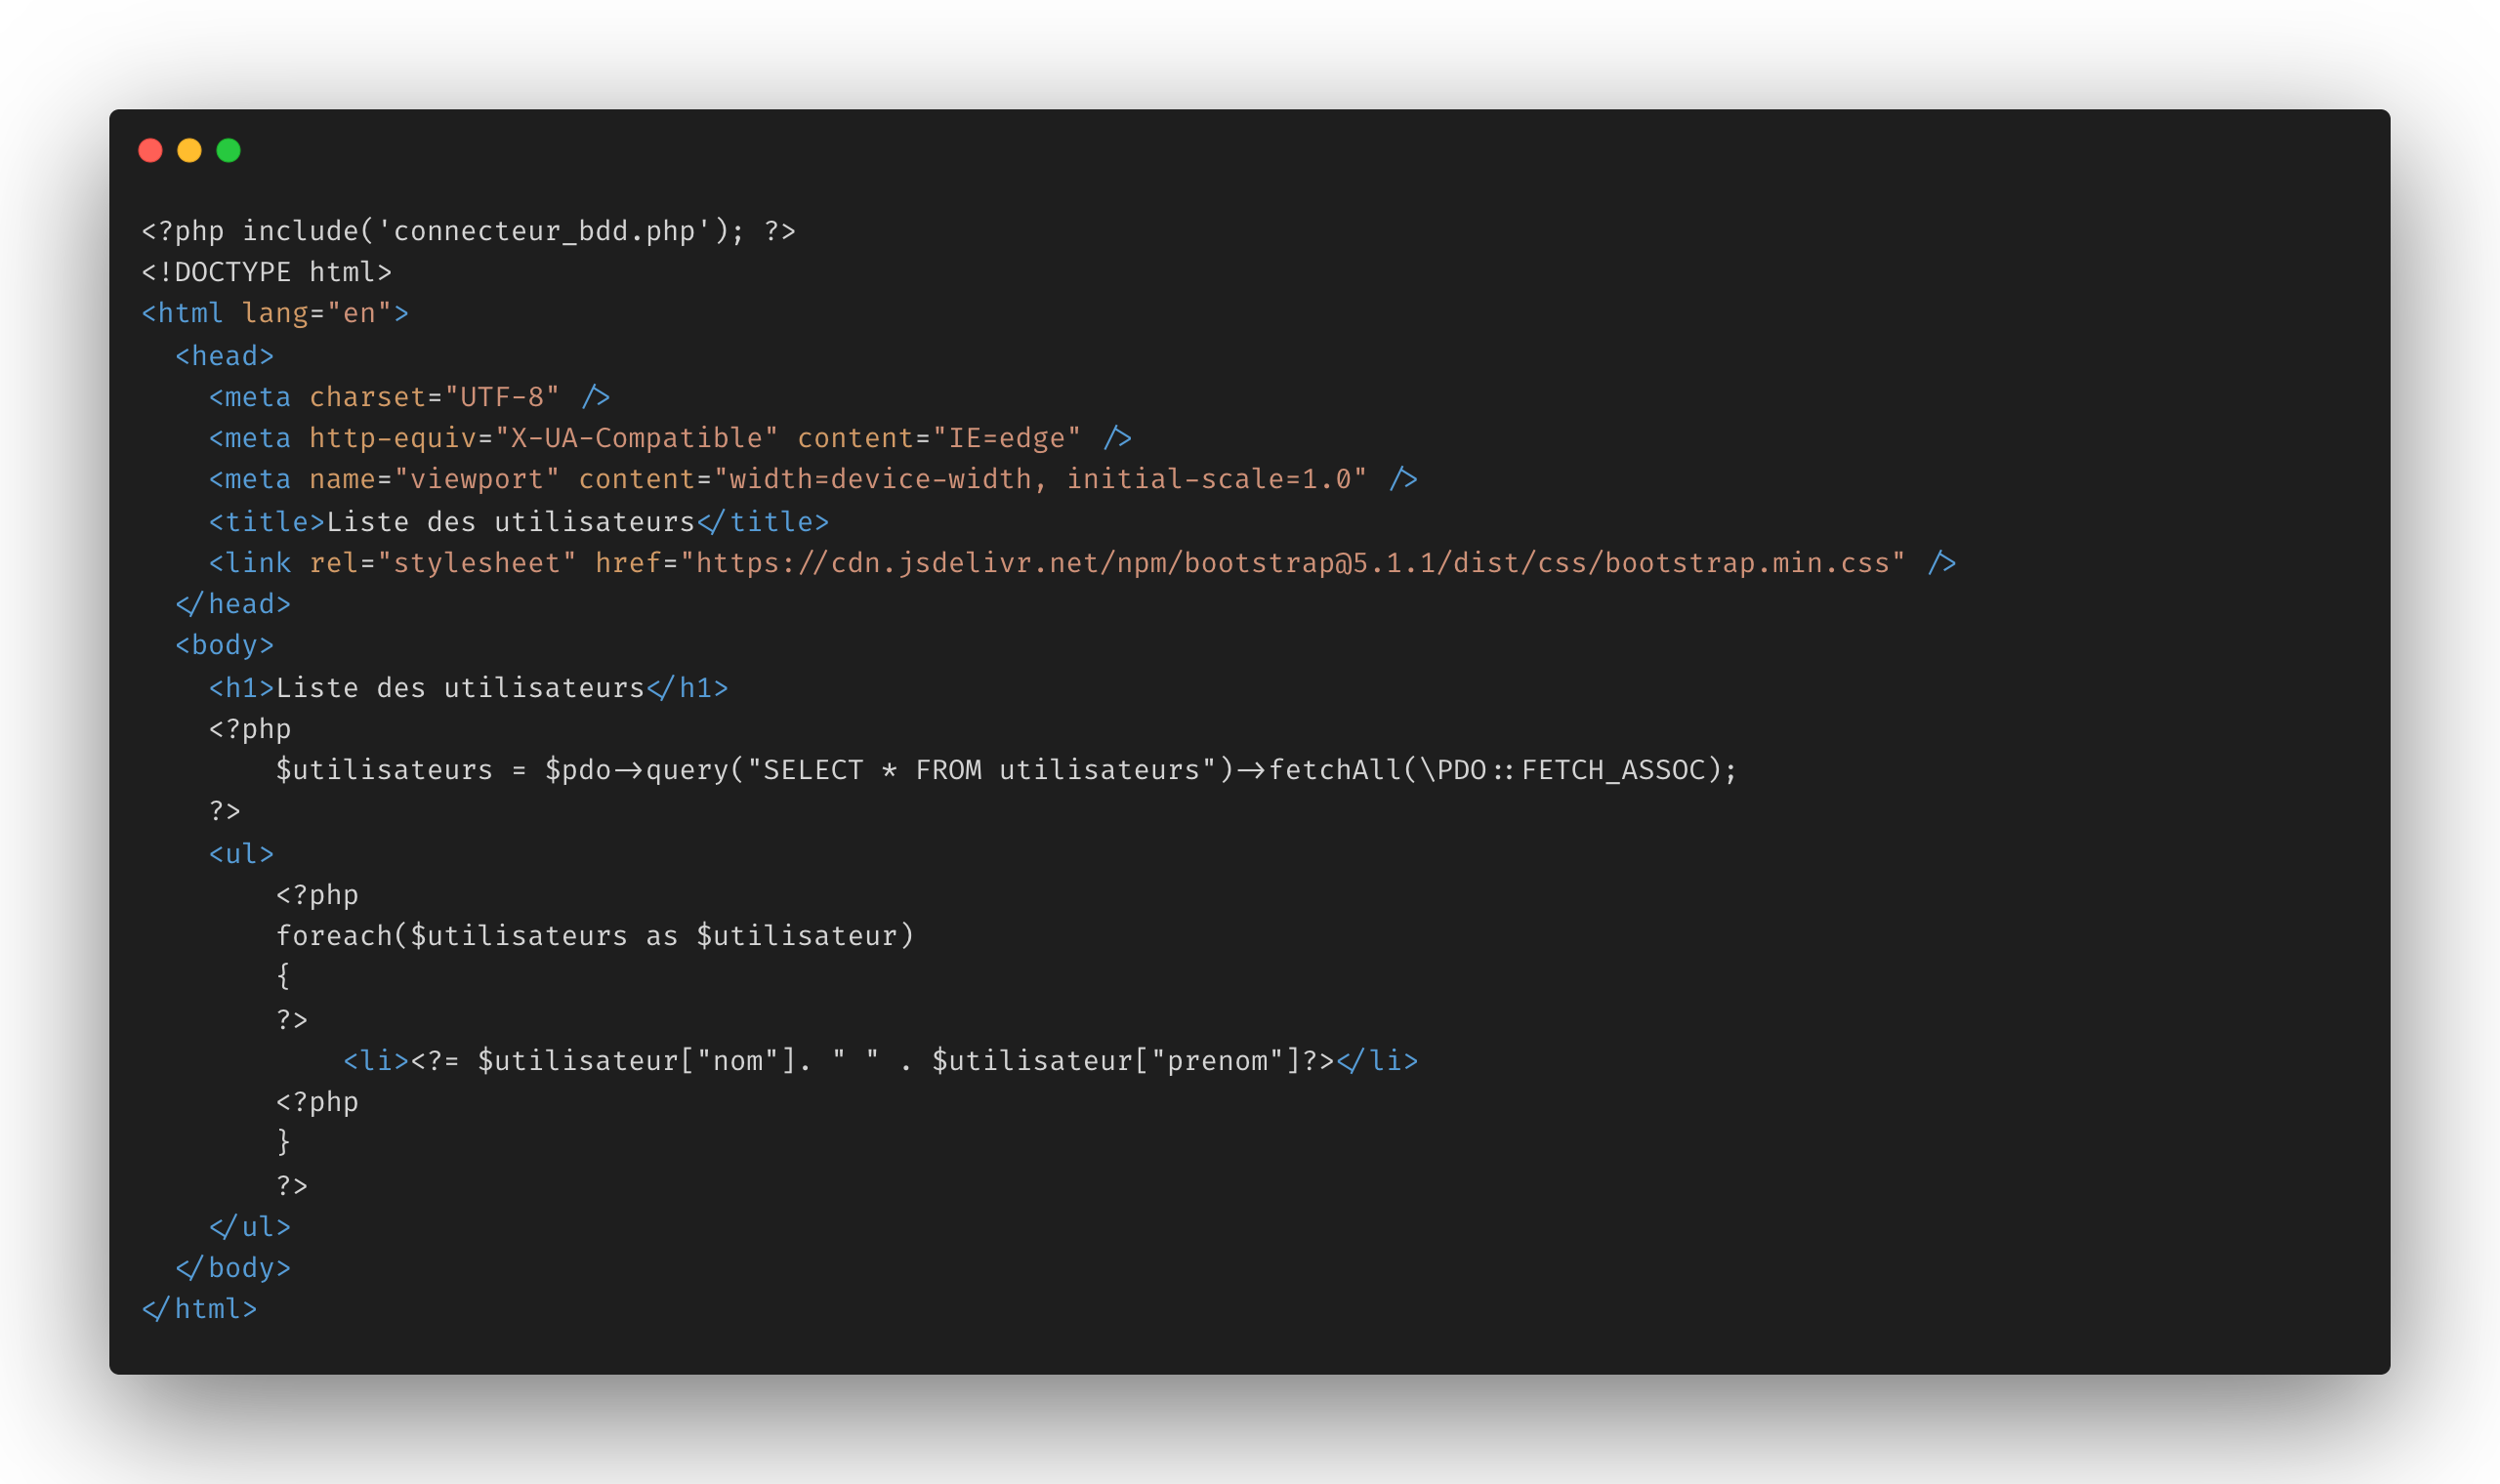 <?php include('connecteur_bdd.php'); ?>
<!DOCTYPE html>
<html lang="en">
  <head>
    <meta charset="UTF-8" />
    <meta http-equiv="X-UA-Compatible" content="IE=edge" />
    <meta name="viewport" content="width=device-width, initial-scale=1.0" />
    <title>Liste des utilisateurs</title>
    <link rel="stylesheet" href="https://cdn.jsdelivr.net/npm/bootstrap@5.1.1/dist/css/bootstrap.min.css" />
  </head>
  <body>
    <h1>Liste des utilisateurs</h1>
    <?php
        $utilisateurs = $pdo->query("SELECT * FROM utilisateurs")->fetchAll(\PDO::FETCH_ASSOC);
    ?>
    <ul>
        <?php
        foreach($utilisateurs as $utilisateur)
        {
        ?>
            <li><?= $utilisateur["nom"]. " " . $utilisateur["prenom"]?></li>
        <?php
        }
        ?>
    </ul>
  </body>
</html>